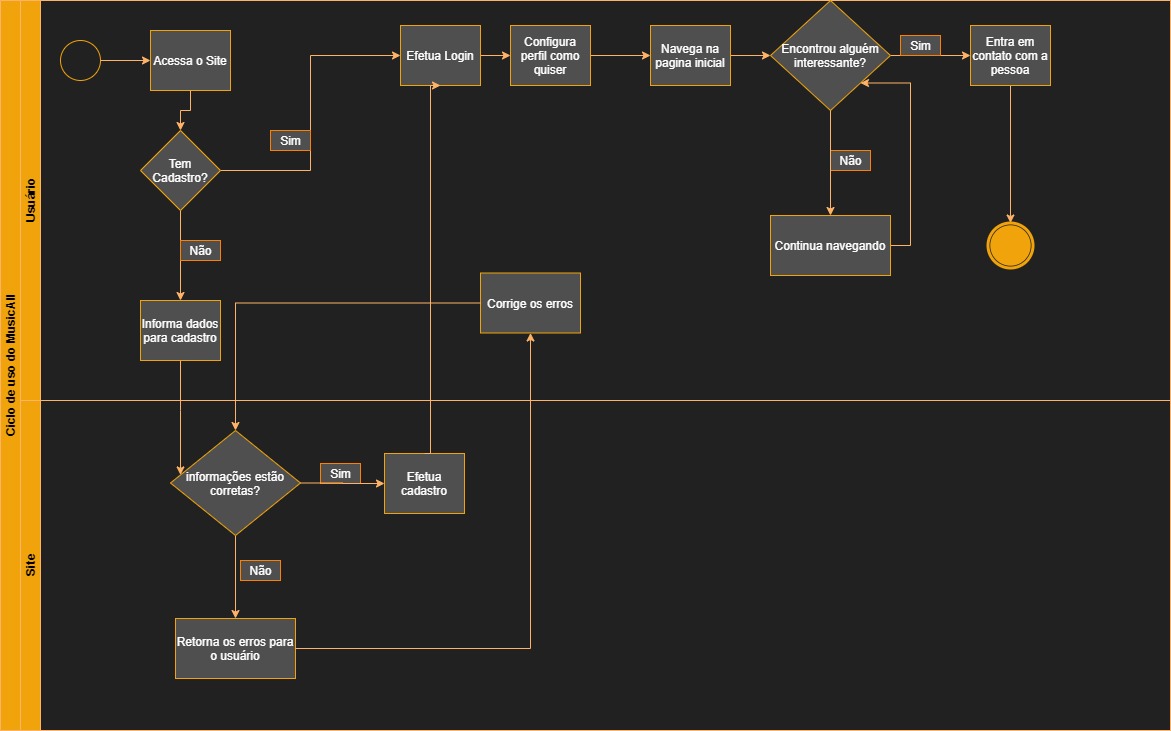 Ciclo de uso do MusicAll
Usuário
Acessa o Site
Tem
Cadastro?
Sim
Não
Informa dados
para cadastro
Efetua Login
Configura
perfil como
quiser
Navega na
pagina inicial
Encontrou alguém
interessante?
Sim
Entra em
contato com a
pessoa
Não
Continua navegando
Corrige os erros
Site
informações estão
corretas?
Sim
Efetua
cadastro
Não
Retorna os erros para
o usuário